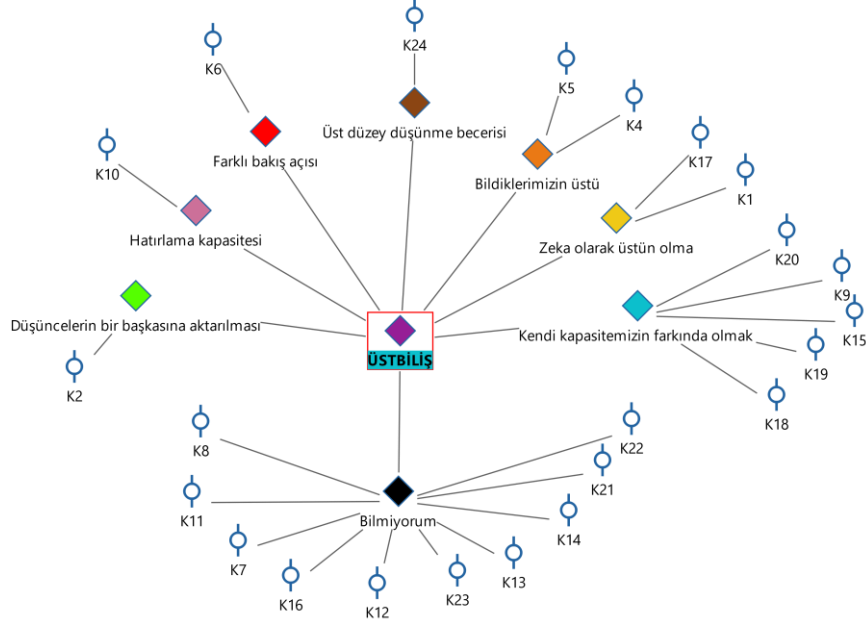 K6
K24
K5
K4
Üst düzey düşünme becerisi
K17
Farklı bakış açısı
K10
Bildiklerimizin üstü
K1
Hatırlama kapasitesi
Zeka olarak üstün olma
K20
K9
Düşüncelerin bir başkasına aktarılması
K15
Kendi kapasitemizin farkında olmak
ÜSTBİLİŞ
K2
K19
K18
K8
K22
K21
K11
Bilmiyorum
K14
K7
K13
K16
K12
K23